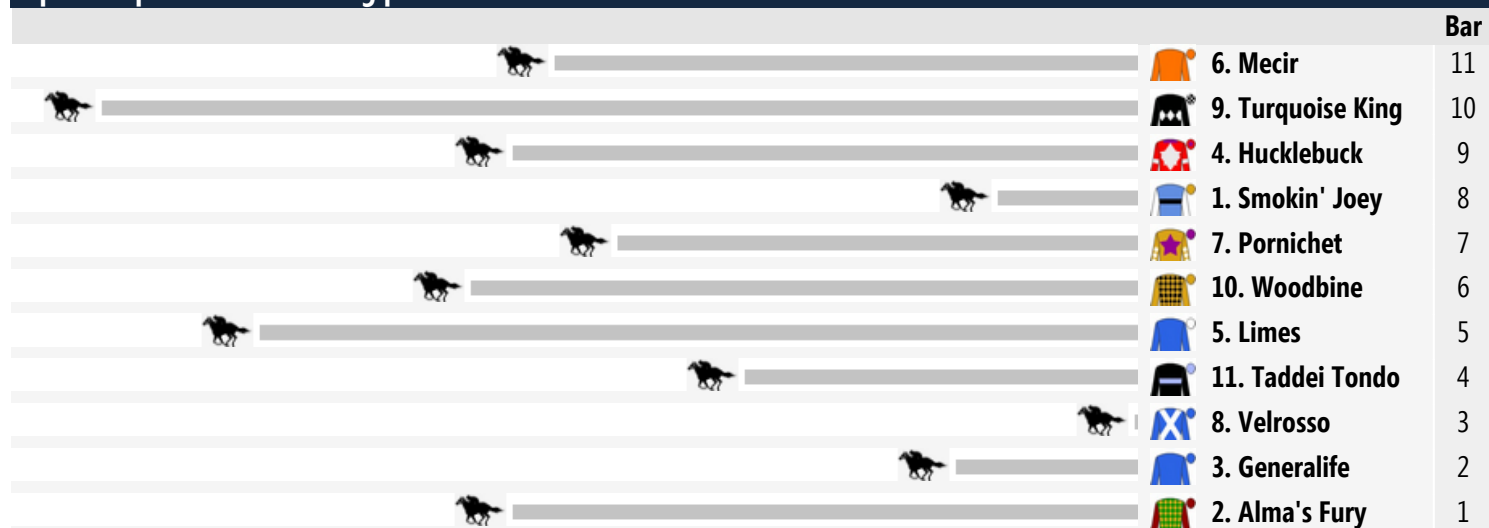 Bar
6. Mecir 11
9. Turquoise King 10
4. Hucklebuck 9
1. Smokin' Joey 8
7. Pornichet 7
10. Woodbine 6
5. Limes 5
11. Taddei Tondo 4
8. Velrosso 3
3. Generalife 2
2. Alma's Fury 1